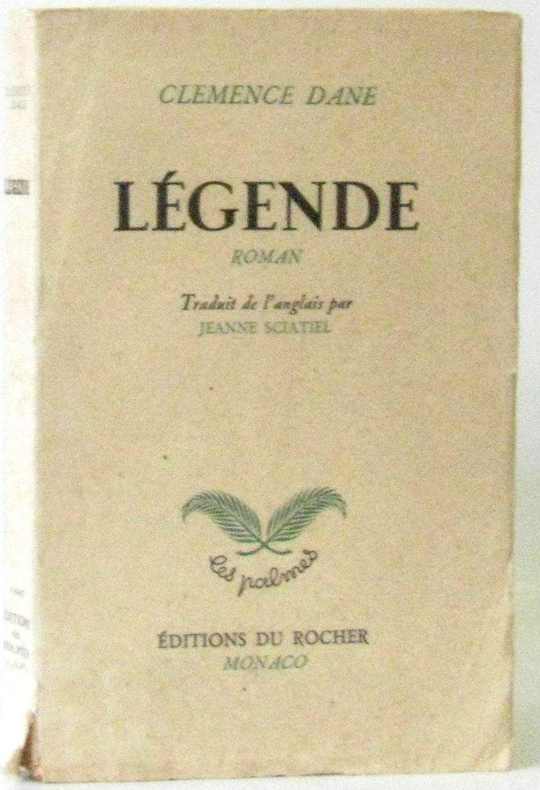 CLEMENCE DANE
LÉGENDE
ROMAN
Traduit de l'anglais par
JEANNE SCIATIEL
les palmes
ÉDITIONS DU ROCHER
MONACO